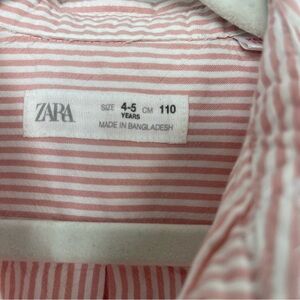 ZARA
SIZE 4-5 CM 110
YEARS
MADE IN BANGLADESH